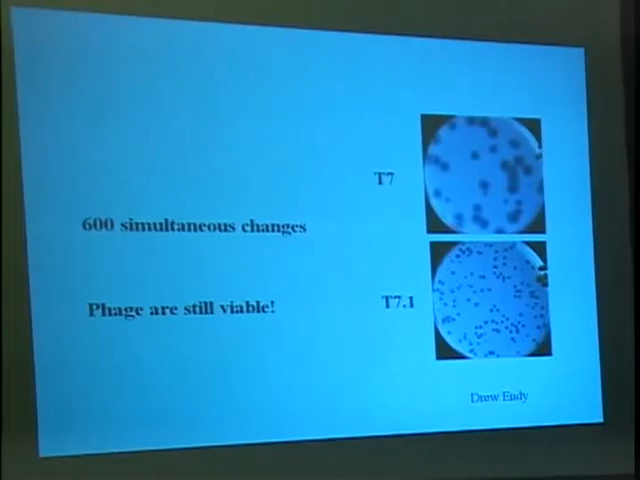 T7
600 simultaneous changes
Phage are still viable!
T7.1
Drew Endy